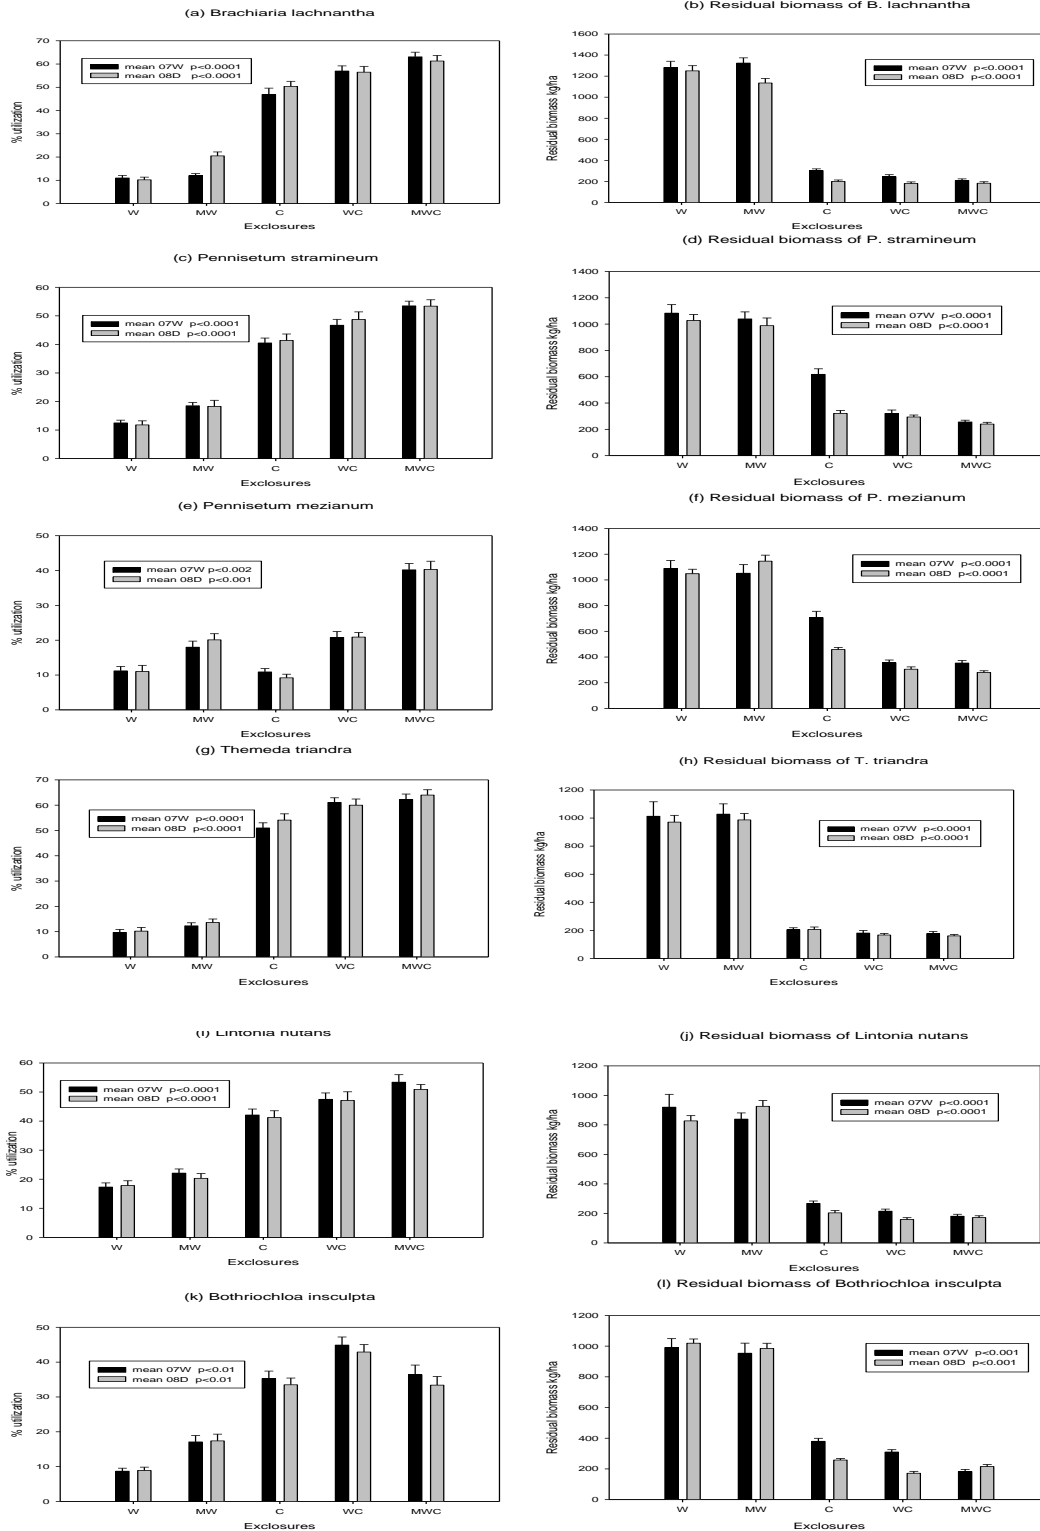 (a) Brachiaria lachnantha
70
60
50
40
30
20
10
0
% utilization
mean 07W p<0.0001
mean 08D p<0.0001
W MW C WC MWC
Exclosures
(b) Residual biomass of B. lachnantha
1600
1400
1200
1000
800
600
400
200
0
Residual biomass kg/ha
mean 07W p<0.0001
mean 08D p<0.0001
W MW C WC MWC
Exclosures
(c) Pennisetum stramineum
60
50
40
30
20
10
0
% utilization
mean 07W p<0.0001
mean 08D p<0.0001
W MW C WC MWC
Exclosures
(d) Residual biomass of P. stramineum
1400
1200
1000
800
600
400
200
0
Residual biomass kg/ha
mean 07W p<0.0001
mean 08D p<0.0001
W MW C WC MWC
Exclosures
(e) Pennisetum mezianum
50
40
30
20
10
0
% utilization
mean 07W p<0.002
mean 08D p<0.001
W MW C WC MWC
Exclosures
(f) Residual biomass of P. mezianum
1400
1200
1000
800
600
400
200
0
Residual biomass kg/ha
mean 07W p<0.0001
mean 08D p<0.0001
W MW C WC MWC
Exclosures
(g) Themeda triandra
70
60
50
40
30
20
10
0
% utilization
mean 07W p<0.0001
mean 08D p<0.0001
W MW C WC MWC
Exclosures
(h) Residual biomass of T. triandra
1200
1000
800
600
400
200
0
Residual biomass kg/ha
mean 07W p<0.0001
mean 08D p<0.0001
W MW C WC MWC
Exclosures
(i) Lintonia nutans
60
50
40
30
20
10
0
% utilization
mean 07W p<0.0001
mean 08D p<0.0001
W MW C WC MWC
Exclosures
(j) Residual biomass of Lintonia nutans
1200
1000
800
600
400
200
0
Residual biomass kg/ha
mean 07W p<0.0001
mean 08D p<0.0001
W MW C WC MWC
Exclosures
(k) Bothriochloa insculpta
50
40
30
20
10
0
% utilization
mean 07W p<0.01
mean 08D p<0.01
W MW C WC MWC
Exclosures
(l) Residual biomass of Bothriochloa insculpta
1200
1000
800
600
400
200
0
Residual biomass kg/ha
mean 07W p<0.001
mean 08D p<0.001
W MW C WC MWC
Exclosures